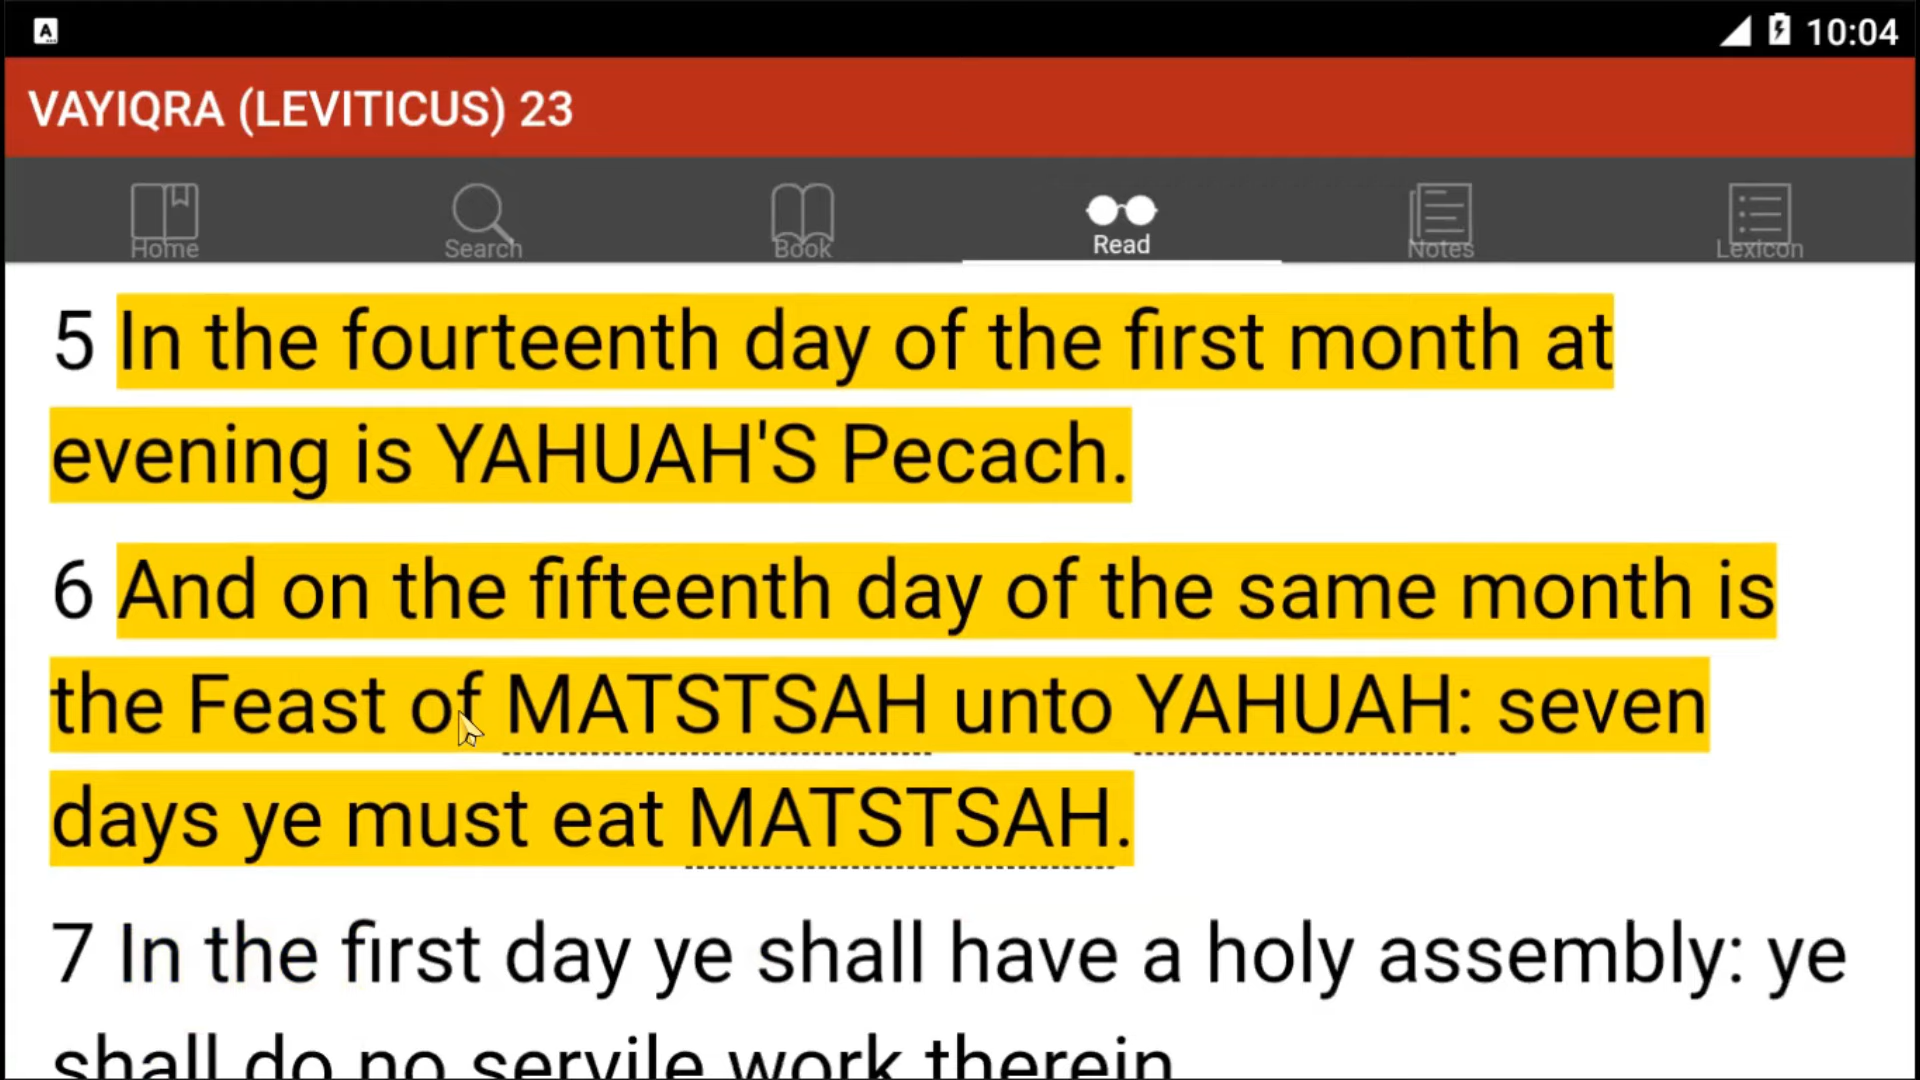 A
10:04
VAYIQRA (LEVITICUS) 23
Home Search Book Read Notes Lexicon
5 In the fourteenth day of the first month at
evening is YAHUAH'S Pecach.
6 And on the fifteenth day of the same month is
the Feast of MATSTSAH unto YAHUAH: seven
days ye must eat MATSTSAH.
7 In the first day ye shall have a holy assembly: ye
shall do no servile work therein